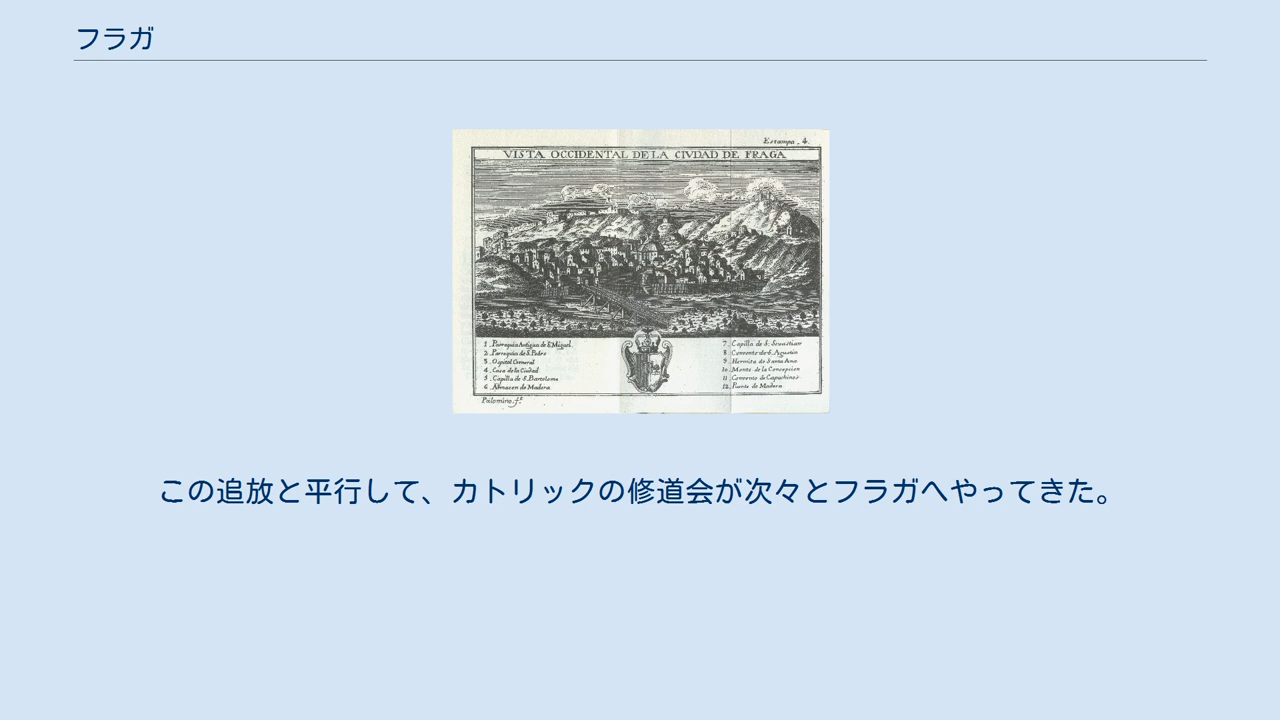 フラガ
Estampa . 4.
VISTA OCCIDENTAL DE LA CIVDAD DE FRAGA
1 . Parroquia Antigua de S. Miguel.
2 . Parroquia de S. Pedro
3 . Ospital General
4 . Casa de la Ciudad
5 . Capilla de S. Bartolome
6 . Almacen de Madera
7 . Capilla de S. Sevastian
8 . Convento de S. Agustin
9 . Hermita de Santa Ana
10 . Monte de la Concepcion
11 . Convento de Capuchinos
12 . Puente de Madera
Palomino. f.t
この追放と平行して、カトリックの修道会が次々とフラガへやってきた。